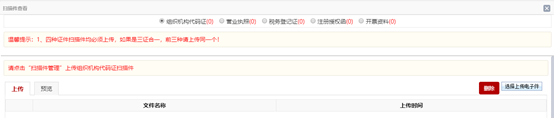 扫描件查看
组织机构代码证(0) 营业执照(0) 税务登记证(0) 注册授权函(0) 开票资料(0)
温馨提示：1、四种证件扫描件均必须上传，如果是三证合一，前三种请上传同一个！
请点击“扫描件管理”上传组织机构代码证扫描件
上传 预览 删除 选择上传电子件
文件名称 上传时间